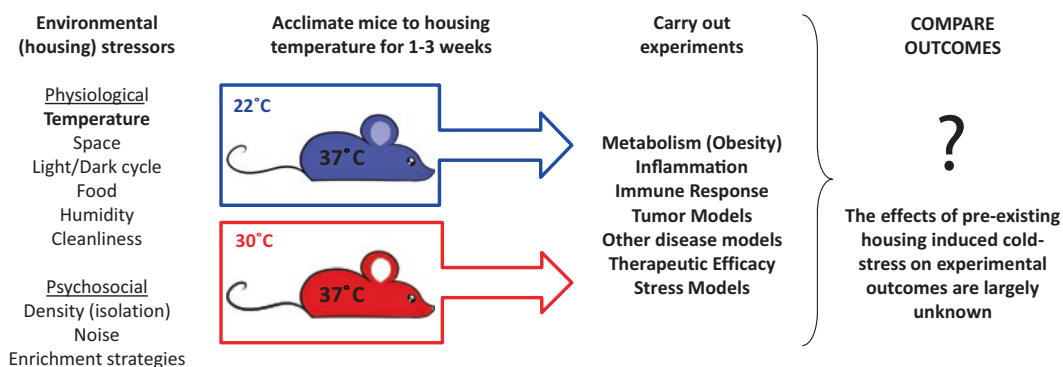 Environmental
(housing) stressors
Physiological
Temperature
Space
Light/Dark cycle
Food
Humidity
Cleanliness
Psychosocial
Density (isolation)
Noise
Enrichment strategies
Acclimate mice to housing
temperature for 1-3 weeks
22˚C
37˚C
30˚C
37˚C
Carry out
experiments
Metabolism (Obesity)
Inflammation
Immune Response
Tumor Models
Other disease models
Therapeutic Efficacy
Stress Models
COMPARE
OUTCOMES
?
The effects of pre-existing
housing induced cold-
stress on experimental
outcomes are largely
unknown